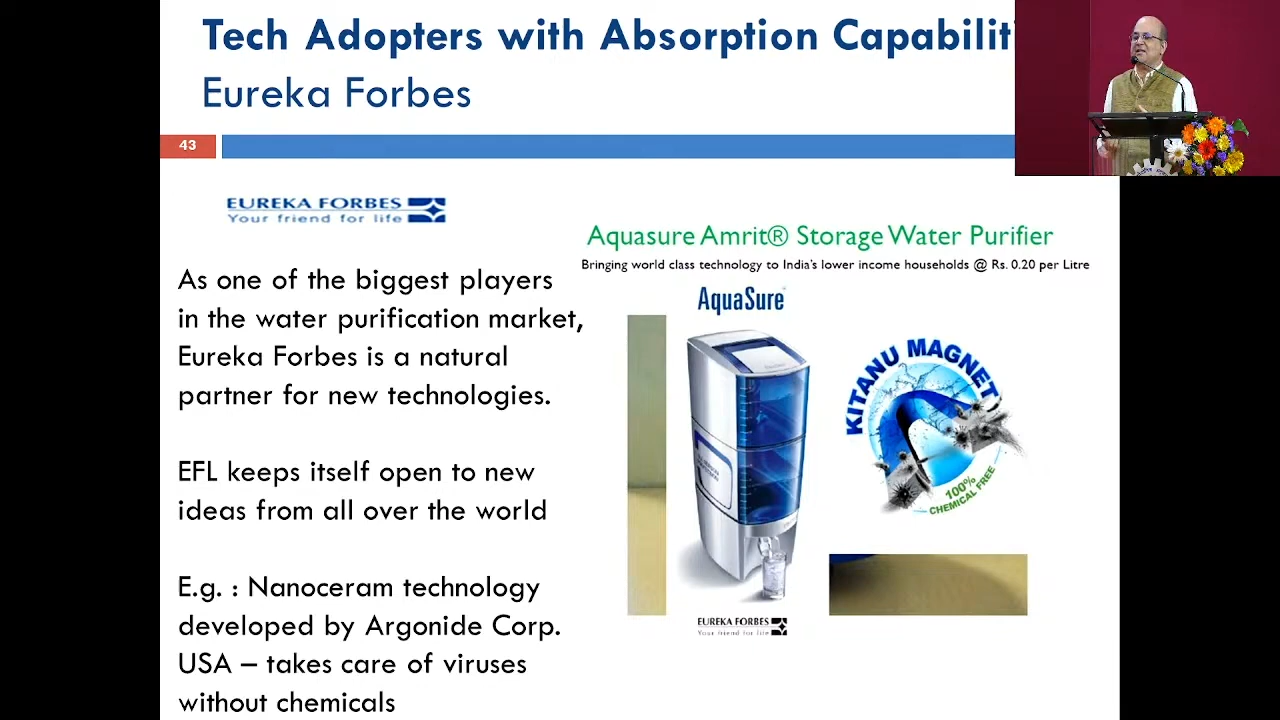 Tech Adopters with Absorption Capabiliti
Eureka Forbes
43
EUREKA FORBES
Your friend for life
Aquasure Amrit® Storage Water Purifier
Bringing world class technology to India's lower income households @ Rs. 0.20 per Litre
As one of the biggest players
in the water purification market,
Eureka Forbes is a natural
partner for new technologies.
EFL keeps itself open to new
ideas from all over the world
E.g. : Nanoceram technology
developed by Argonide Corp.
USA – takes care of viruses
without chemicals
AquaSure
KITANU MAGNET
100%
CHEMICAL FREE
EUREKA FORBES
Your friend for life